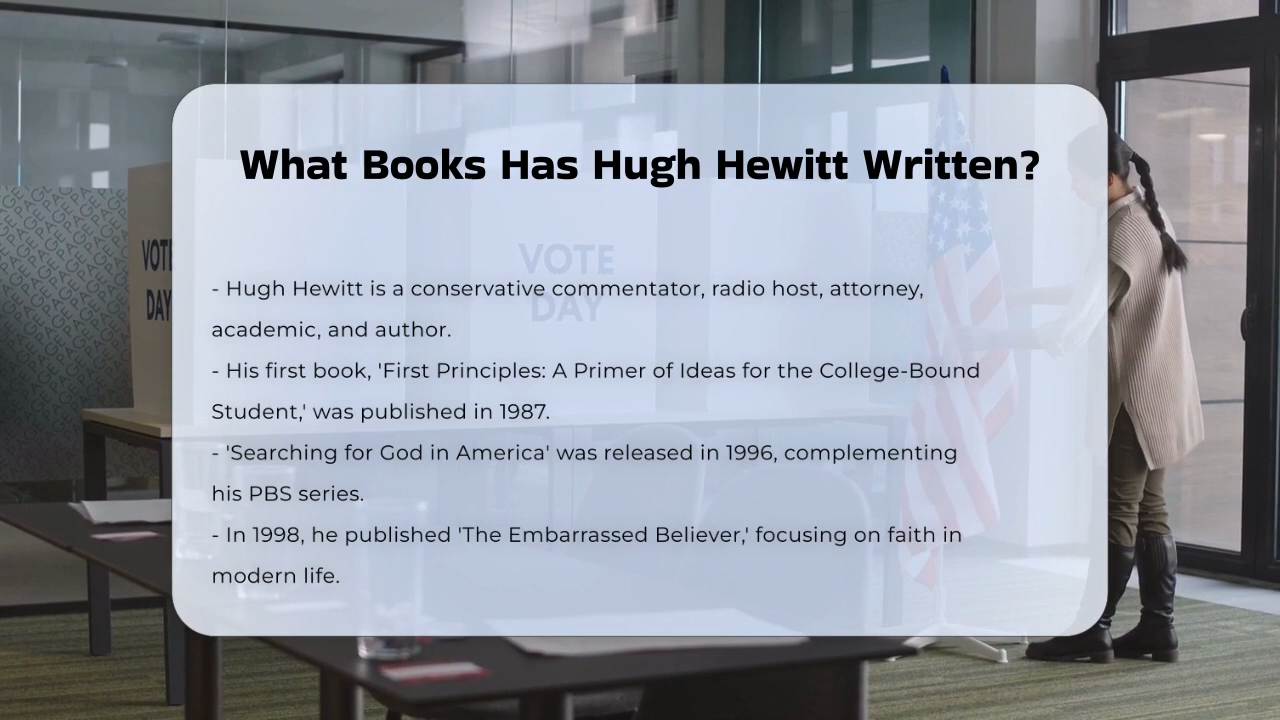 What Books Has Hugh Hewitt Written?
VOTE
DAY
VOTE
DAY
- Hugh Hewitt is a conservative commentator, radio host, attorney,
academic, and author.
- His first book, 'First Principles: A Primer of Ideas for the College-Bound
Student,' was published in 1987.
- 'Searching for God in America' was released in 1996, complementing
his PBS series.
- In 1998, he published 'The Embarrassed Believer,' focusing on faith in
modern life.